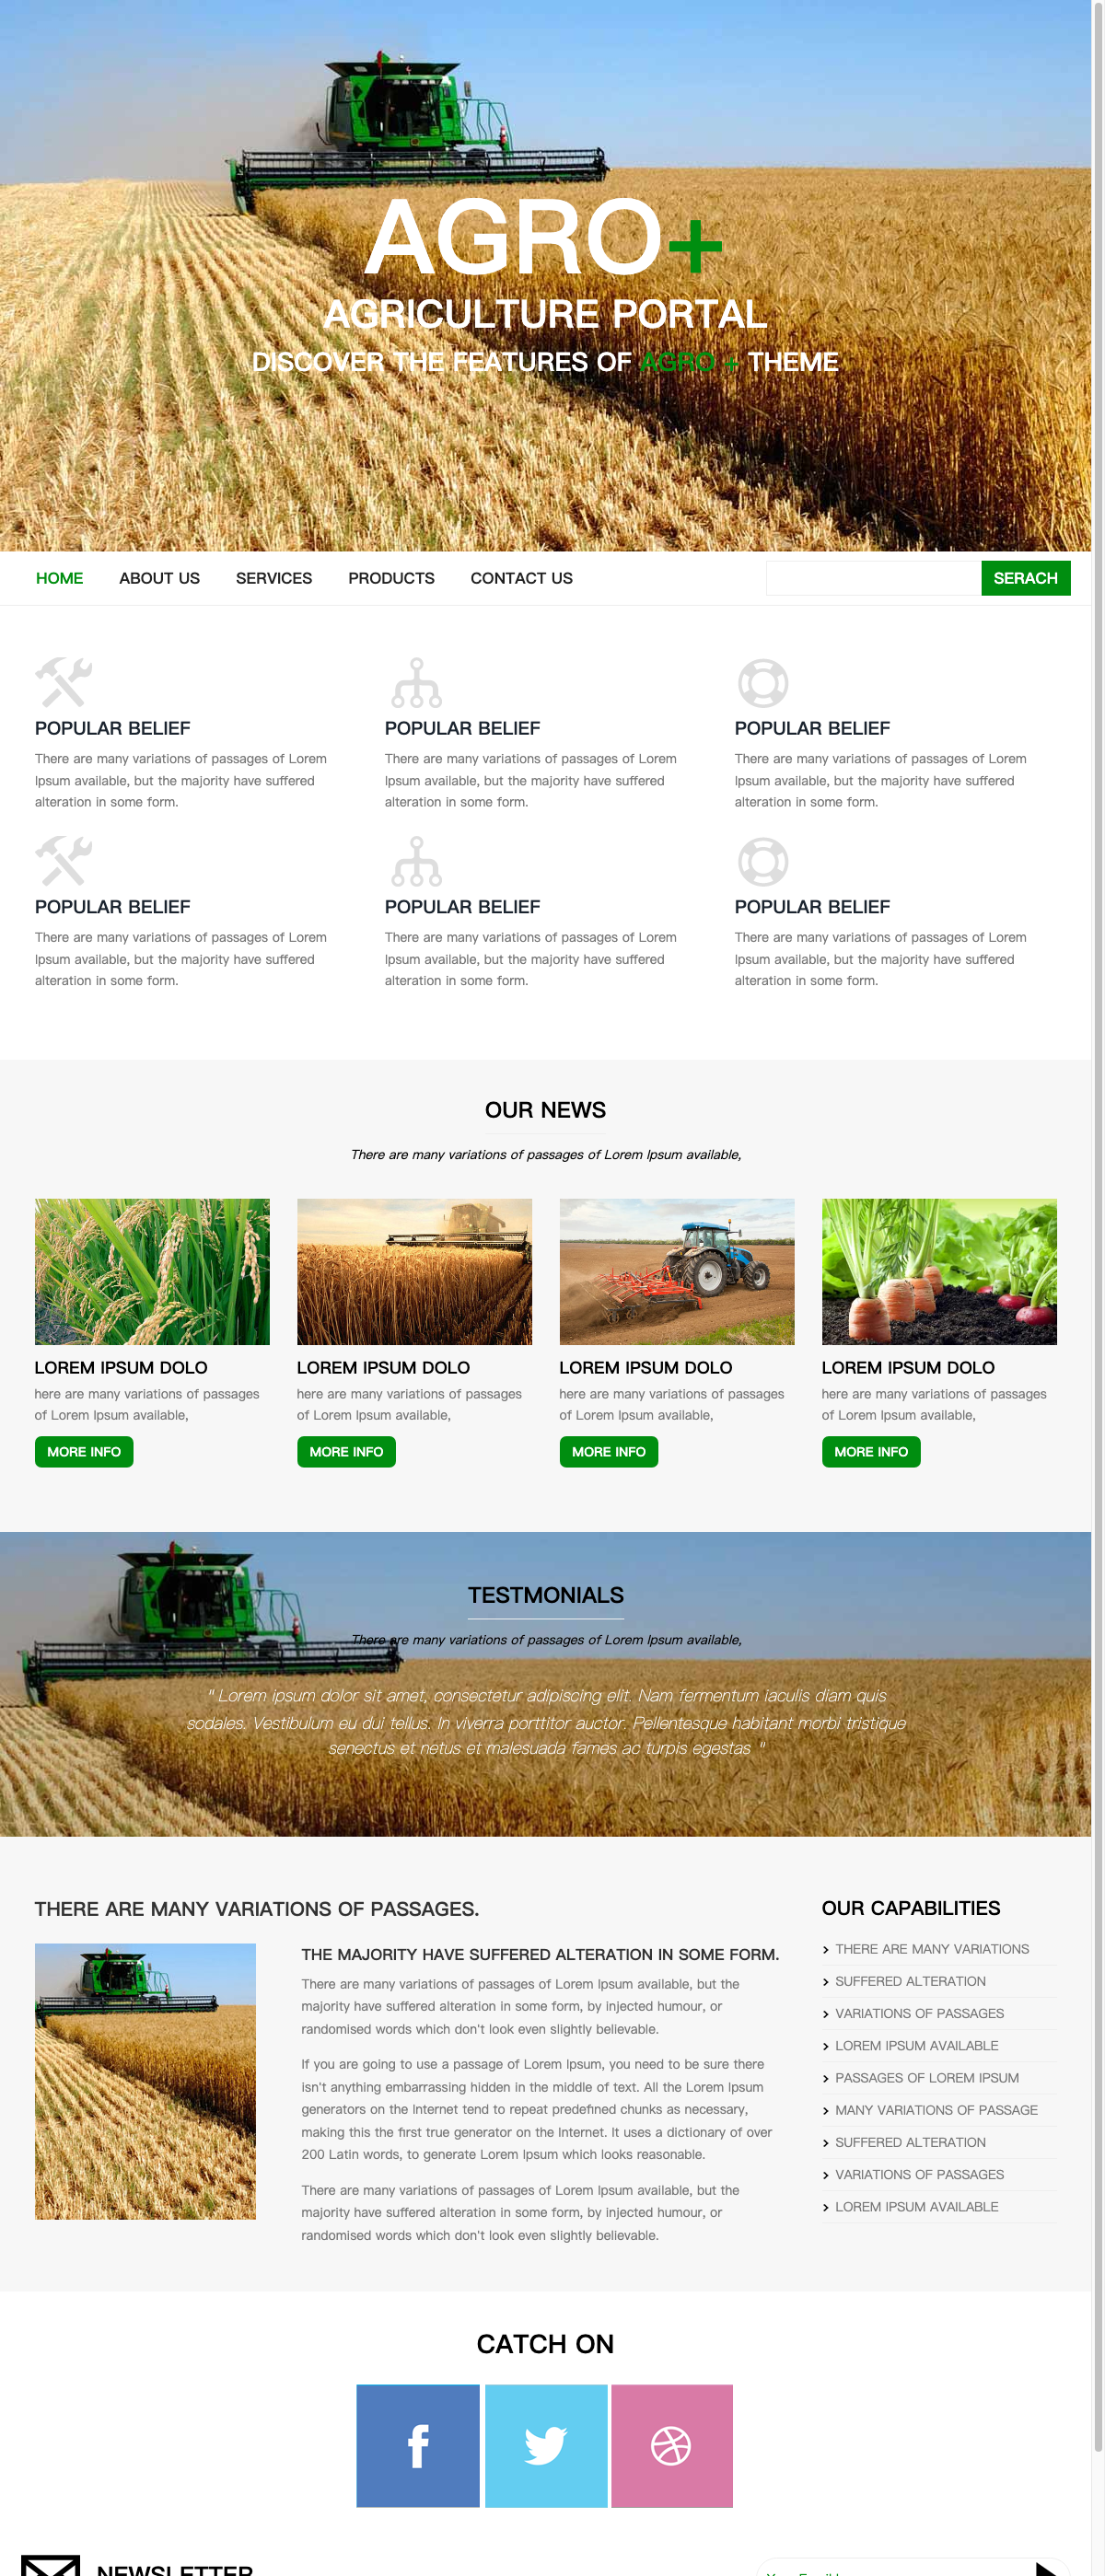 AGRO+
AGRICULTURE PORTAL
DISCOVER THE FEATURES OF AGRO + THEME
HOME ABOUT US SERVICES PRODUCTS CONTACT US SERACH
POPULAR BELIEF
There are many variations of passages of Lorem
Ipsum available, but the majority have suffered
alteration in some form.
POPULAR BELIEF
There are many variations of passages of Lorem
Ipsum available, but the majority have suffered
alteration in some form.
POPULAR BELIEF
There are many variations of passages of Lorem
Ipsum available, but the majority have suffered
alteration in some form.
POPULAR BELIEF
There are many variations of passages of Lorem
Ipsum available, but the majority have suffered
alteration in some form.
POPULAR BELIEF
There are many variations of passages of Lorem
Ipsum available, but the majority have suffered
alteration in some form.
POPULAR BELIEF
There are many variations of passages of Lorem
Ipsum available, but the majority have suffered
alteration in some form.
OUR NEWS
There are many variations of passages of Lorem Ipsum available,
LOREM IPSUM DOLO
here are many variations of passages
of Lorem Ipsum available,
MORE INFO
LOREM IPSUM DOLO
here are many variations of passages
of Lorem Ipsum available,
MORE INFO
LOREM IPSUM DOLO
here are many variations of passages
of Lorem Ipsum available,
MORE INFO
LOREM IPSUM DOLO
here are many variations of passages
of Lorem Ipsum available,
MORE INFO
TESTMONIALS
There are many variations of passages of Lorem Ipsum available,
" Lorem ipsum dolor sit amet, consectetur adipiscing elit. Nam fermentum iaculis diam quis
sodales. Vestibulum eu dui tellus. In viverra porttitor auctor. Pellentesque habitant morbi tristique
senectus et netus et malesuada fames ac turpis egestas "
THERE ARE MANY VARIATIONS OF PASSAGES.
THE MAJORITY HAVE SUFFERED ALTERATION IN SOME FORM.
There are many variations of passages of Lorem Ipsum available, but the
majority have suffered alteration in some form, by injected humour, or
randomised words which don't look even slightly believable.
If you are going to use a passage of Lorem Ipsum, you need to be sure there
isn't anything embarrassing hidden in the middle of text. All the Lorem Ipsum
generators on the Internet tend to repeat predefined chunks as necessary,
making this the first true generator on the Internet. It uses a dictionary of over
200 Latin words, to generate Lorem Ipsum which looks reasonable.
There are many variations of passages of Lorem Ipsum available, but the
majority have suffered alteration in some form, by injected humour, or
randomised words which don't look even slightly believable.
OUR CAPABILITIES
THERE ARE MANY VARIATIONS
SUFFERED ALTERATION
VARIATIONS OF PASSAGES
LOREM IPSUM AVAILABLE
PASSAGES OF LOREM IPSUM
MANY VARIATIONS OF PASSAGE
SUFFERED ALTERATION
VARIATIONS OF PASSAGES
LOREM IPSUM AVAILABLE
CATCH ON
NEWSLETTER